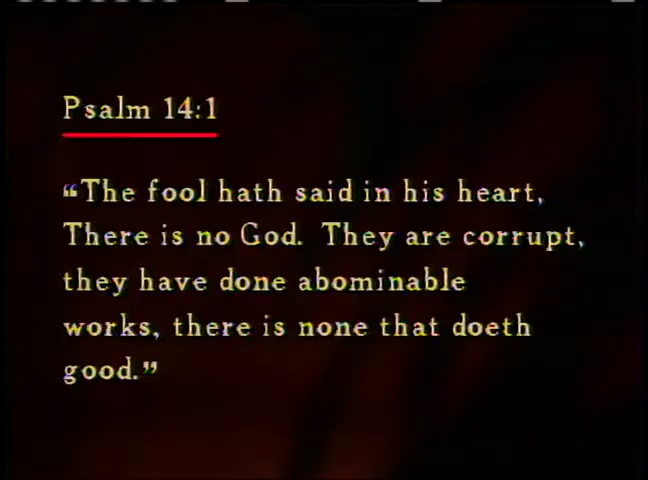 Psalm 14:1
“The fool hath said in his heart,
There is no God. They are corrupt,
they have done abominable
works, there is none that doeth
good.”